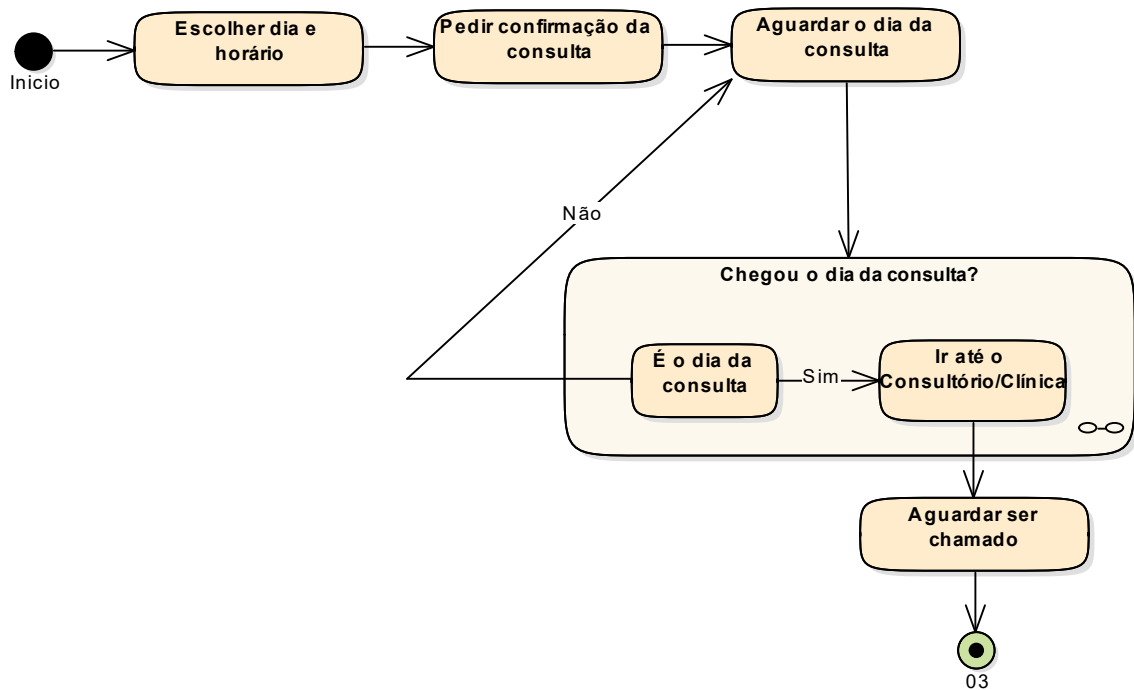 Inicio
Escolher dia e
horário
Pedir confirmação da
consulta
Aguardar o dia da
consulta
Não
Chegou o dia da consulta?
É o dia da
consulta
Sim
Ir até o
Consultório/Clínica
Aguardar ser
chamado
03